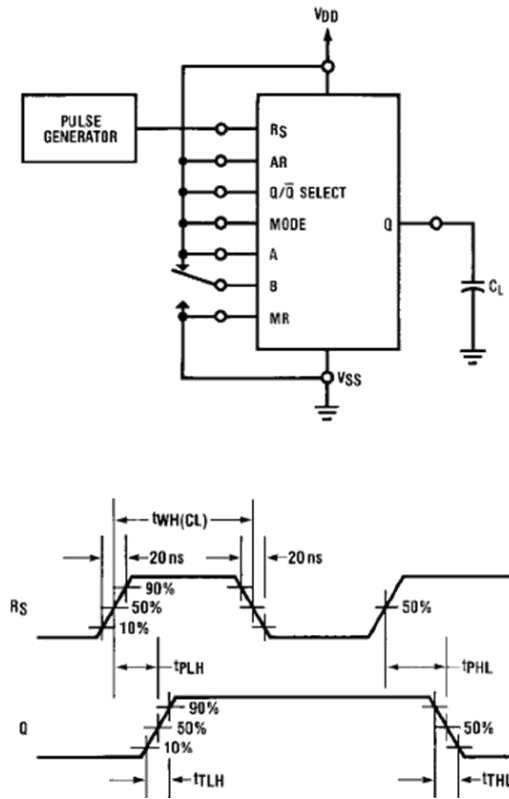 VDD
PULSE
GENERATOR
RS
AR
Q/Q̅ SELECT
MODE
A
B
MR
Q
CL
VSS
tWH(CL)
20 ns
20 ns
RS
90%
50%
10%
50%
tPLH
tPHL
Q
90%
50%
10%
50%
tTLH
tTHL